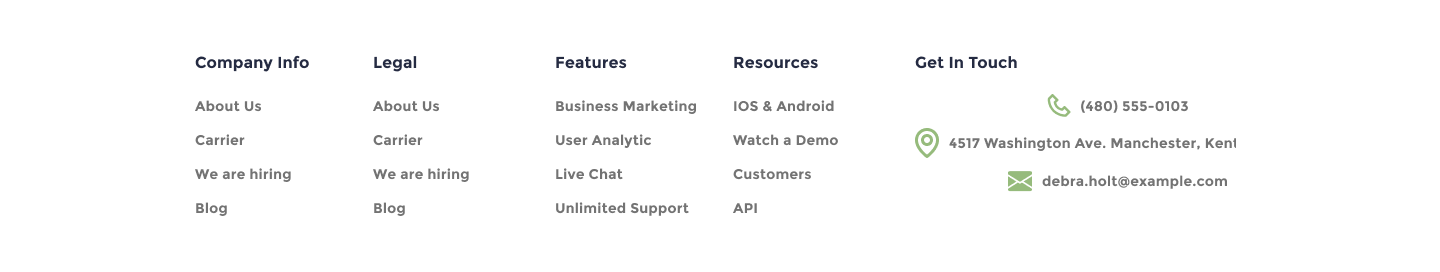 Company Info
About Us
Carrier
We are hiring
Blog
Legal
About Us
Carrier
We are hiring
Blog
Features
Business Marketing
User Analytic
Live Chat
Unlimited Support
Resources
IOS & Android
Watch a Demo
Customers
API
Get In Touch
(480) 555-0103
4517 Washington Ave. Manchester, Kent
debra.holt@example.com